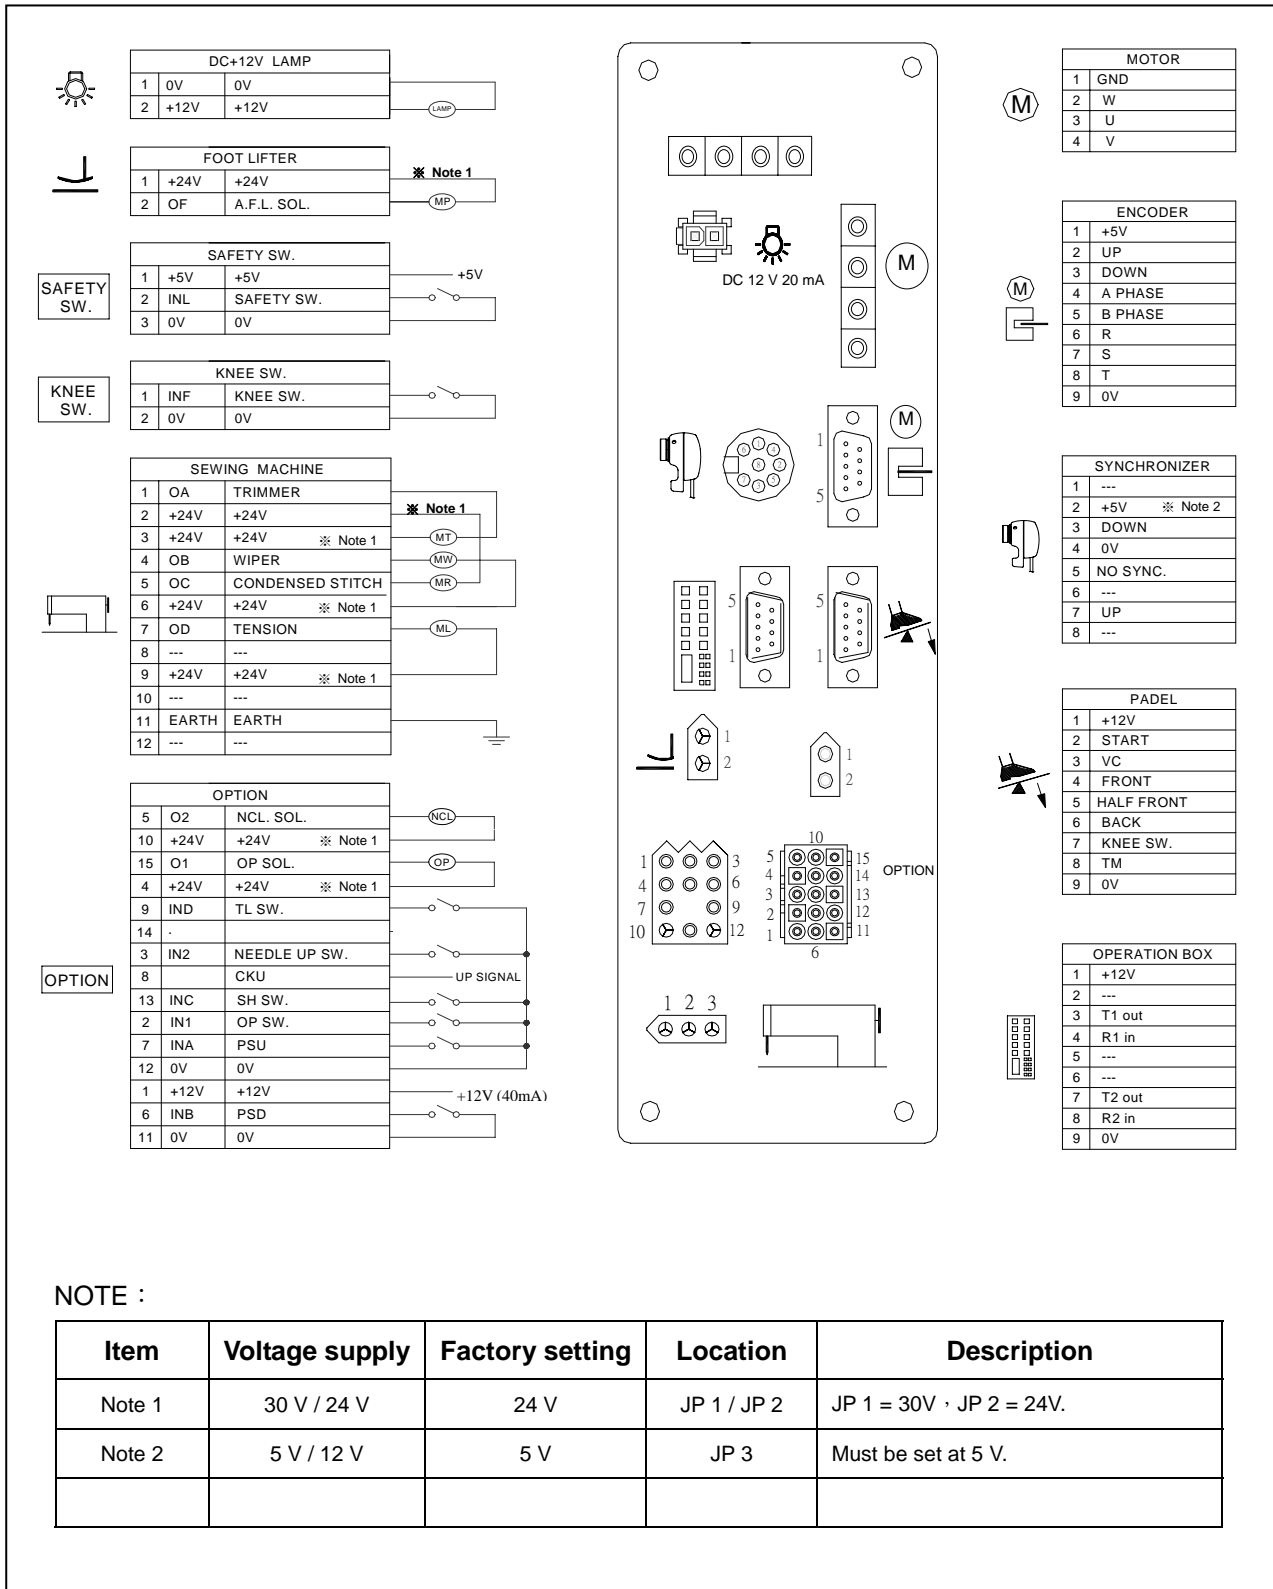 DC+12V LAMP
1 0V 0V
2 +12V +12V LAMP
FOOT LIFTER
1 +24V +24V ※ Note 1
2 OF A.F.L. SOL. MP
SAFETY SW.
SAFETY SW.
1 +5V +5V +5V
2 INL SAFETY SW.
3 0V 0V
KNEE SW.
KNEE SW.
1 INF KNEE SW.
2 0V 0V
SEWING MACHINE
1 OA TRIMMER
2 +24V +24V ※ Note 1
3 +24V +24V ※ Note 1 MT
4 OB WIPER MW
5 OC CONDENSED STITCH MR
6 +24V +24V ※ Note 1
7 OD TENSION ML
8 --- ---
9 +24V +24V ※ Note 1
10 --- ---
11 EARTH EARTH
12 --- ---
OPTION
OPTION
5 O2 NCL. SOL. NCL
10 +24V +24V ※ Note 1
15 O1 OP SOL. OP
4 +24V +24V ※ Note 1
9 IND TL SW.
14 .
3 IN2 NEEDLE UP SW.
8 CKU UP SIGNAL
13 INC SH SW.
2 IN1 OP SW.
7 INA PSU
12 0V 0V
1 +12V +12V +12V (40mA)
6 INB PSD
11 0V 0V
DC 12 V 20 mA
M
M
6 1 4
8 2
7 3 5
1
5
5
1
5
1
1
2
1
2
1 3
4 6
7 9
10 12
10
5 15
4 14
3 13
2 12
1 11
6
OPTION
1 2 3
M
MOTOR
1 GND
2 W
3 U
4 V
M
ENCODER
1 +5V
2 UP
3 DOWN
4 A PHASE
5 B PHASE
6 R
7 S
8 T
9 0V
SYNCHRONIZER
1 ---
2 +5V ※ Note 2
3 DOWN
4 0V
5 NO SYNC.
6 ---
7 UP
8 ---
PADEL
1 +12V
2 START
3 VC
4 FRONT
5 HALF FRONT
6 BACK
7 KNEE SW.
8 TM
9 0V
OPERATION BOX
1 +12V
2 ---
3 T1 out
4 R1 in
5 ---
6 ---
7 T2 out
8 R2 in
9 0V
NOTE：
Item Voltage supply Factory setting Location Description
Note 1 30 V / 24 V 24 V JP 1 / JP 2 JP 1 = 30V，JP 2 = 24V.
Note 2 5 V / 12 V 5 V JP 3 Must be set at 5 V.